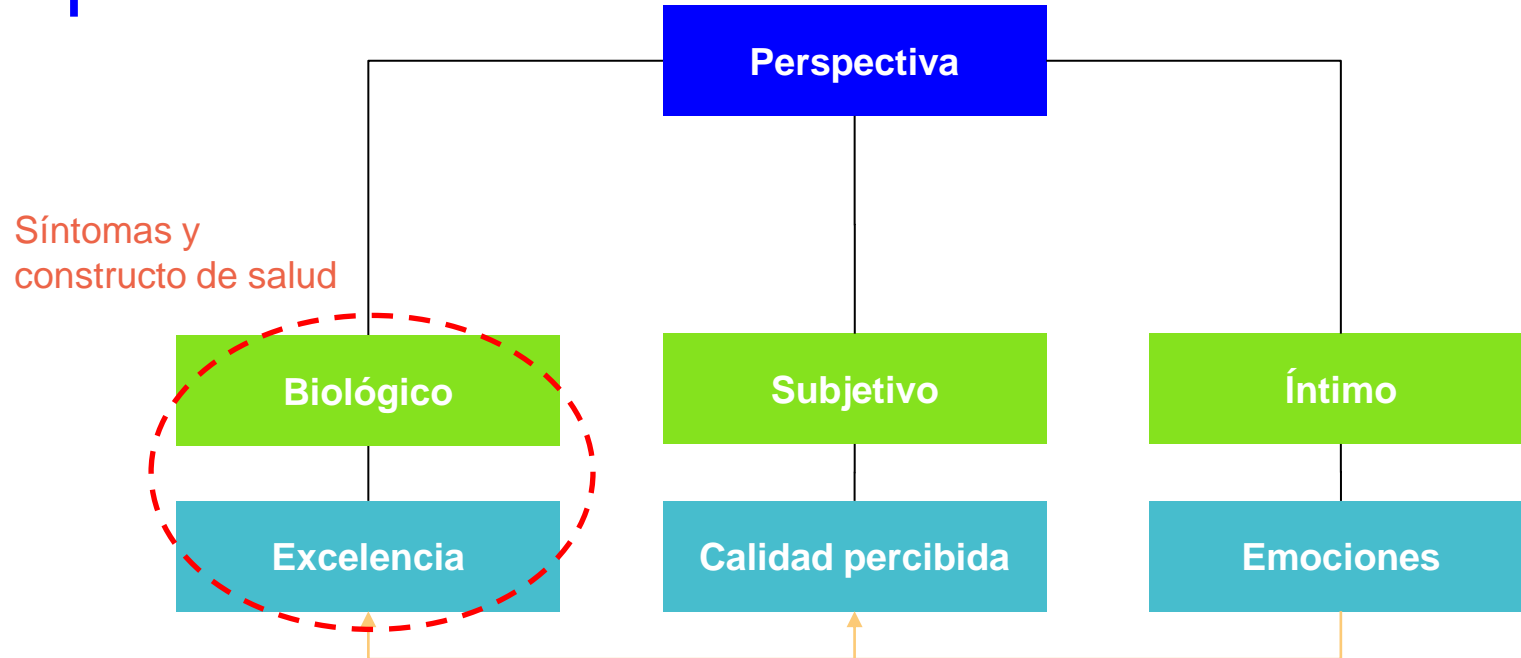 Perspectiva
Síntomas y
constructo de salud
Biológico
Subjetivo
Íntimo
Excelencia
Calidad percibida
Emociones